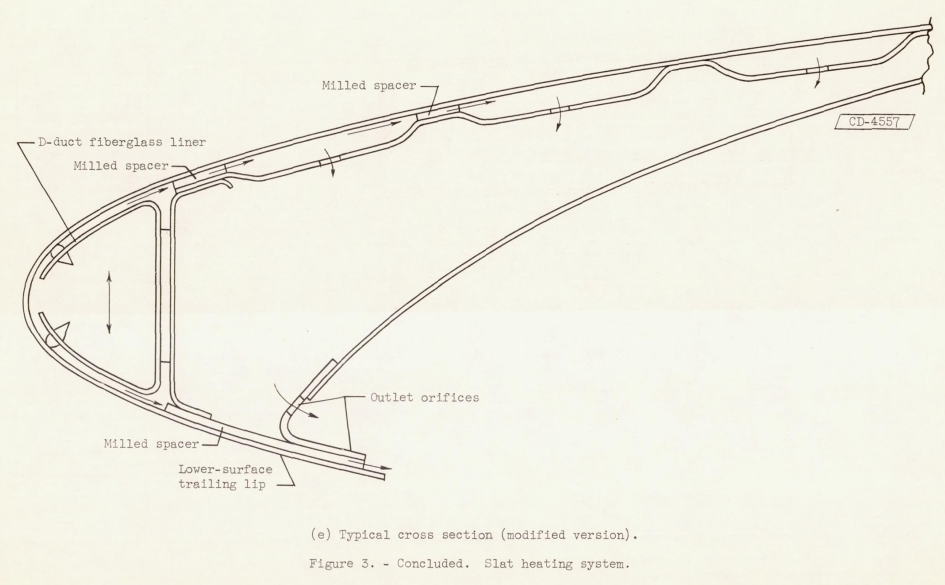 Milled spacer
CD-4557
D-duct fiberglass liner
Milled spacer
Outlet orifices
Milled spacer
Lower-surface
trailing lip
(e) Typical cross section (modified version).
Figure 3. - Concluded. Slat heating system.